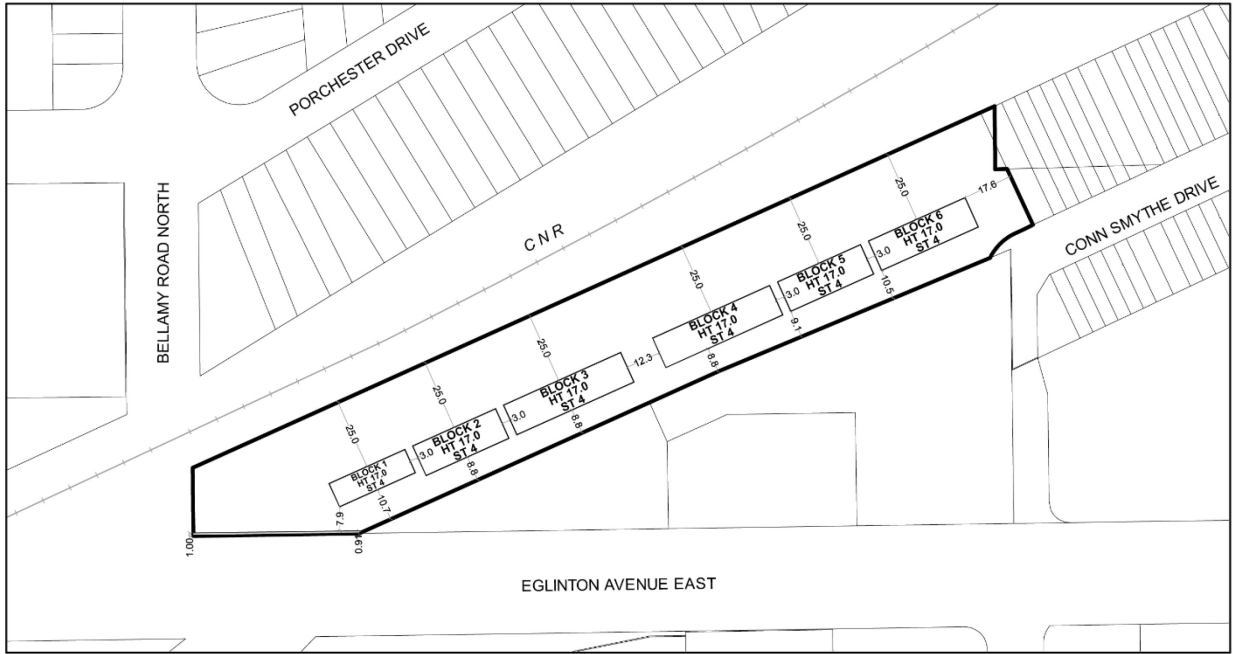 PORCHESTER DRIVE
BELLAMY ROAD NORTH
C N R
CONN SMYTHE DRIVE
25.0
17.6
BLOCK 6
HT 17.0
ST 4
3.0
10.5
25.0
BLOCK 5
HT 17.0
ST 4
3.0
9.1
25.0
BLOCK 4
HT 17.0
ST 4
12.3
8.8
25.0
BLOCK 3
HT 17.0
ST 4
3.0
8.8
25.0
BLOCK 2
HT 17.0
ST 4
3.0
8.8
25.0
BLOCK 1
HT 17.0
ST 4
10.7
7.9
1.00
0.91
EGLINTON AVENUE EAST